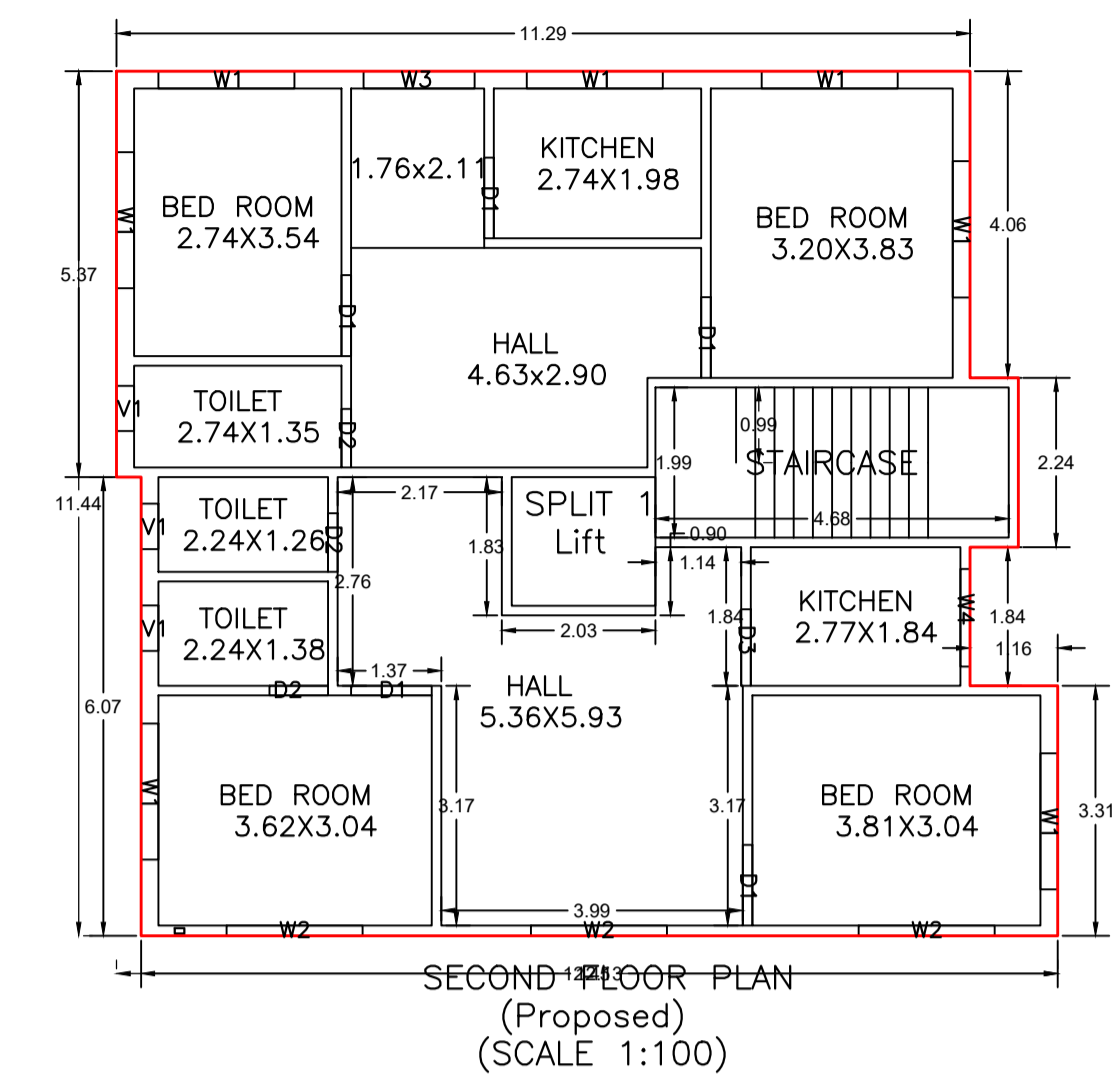 11.29
W1 W3 W1 W1
KITCHEN
2.74X1.98
1.76x2.11
D1
BED ROOM
2.74X3.54
W1
BED ROOM
3.20X3.83
W1
4.06
5.37
D1
D1
HALL
4.63x2.90
TOILET
2.74X1.35
V1
D2
0.99
1.99
STAIRCASE
2.24
2.17
11.44
4.68
TOILET
2.24X1.26
V1
D2
SPLIT 1
Lift
0.90
1.83
1.14
2.76
KITCHEN
2.77X1.84
W4
1.84
D3
1.84
1.16
TOILET
2.24X1.38
V1
2.03
1.37
D2 D1
HALL
5.36X5.93
6.07
BED ROOM
3.62X3.04
W1
3.17
3.17
BED ROOM
3.81X3.04
W1
3.31
D1
3.99
W2 W2 W2
SECOND FLOOR PLAN
(Proposed)
(SCALE 1:100)